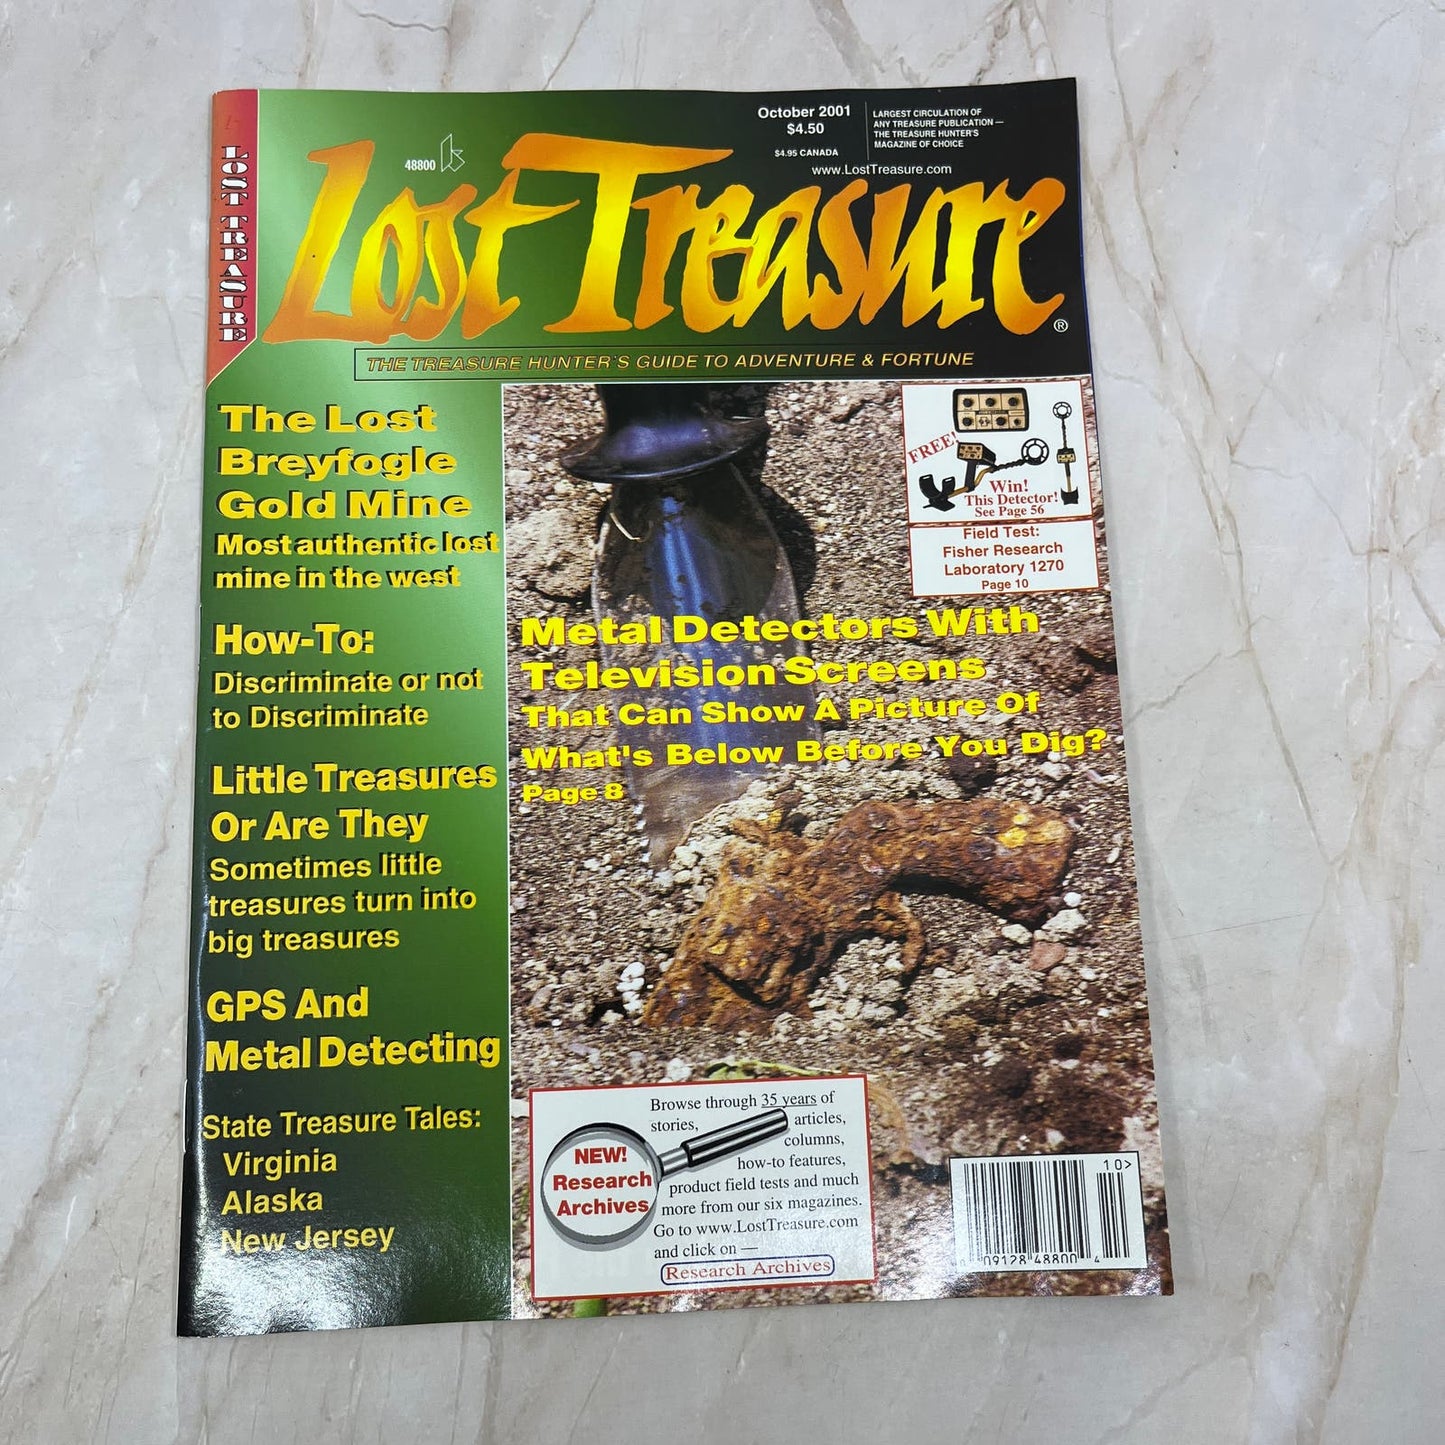 LOST TREASURE
48800
October 2001
$4.50
$4.95 CANADA
LARGEST CIRCULATION OF
ANY TREASURE PUBLICATION —
THE TREASURE HUNTER'S
MAGAZINE OF CHOICE
www.LostTreasure.com
Lost Treasure®
THE TREASURE HUNTER'S GUIDE TO ADVENTURE & FORTUNE
The Lost
Breyfogle
Gold Mine
Most authentic lost
mine in the west
How-To:
Discriminate or not
to Discriminate
Little Treasures
Or Are They
Sometimes little
treasures turn into
big treasures
GPS And
Metal Detecting
State Treasure Tales:
Virginia
Alaska
New Jersey
FREE!
Win!
This Detector!
See Page 56
Field Test:
Fisher Research
Laboratory 1270
Page 10
Metal Detectors With
Television Screens
That Can Show A Picture Of
What's Below Before You Dig?
Page 8
NEW!
Research
Archives
Browse through 35 years of
stories, articles,
columns,
how-to features,
product field tests and much
more from our six magazines.
Go to www.LostTreasure.com
and click on —
Research Archives
10>
09128 48800 4